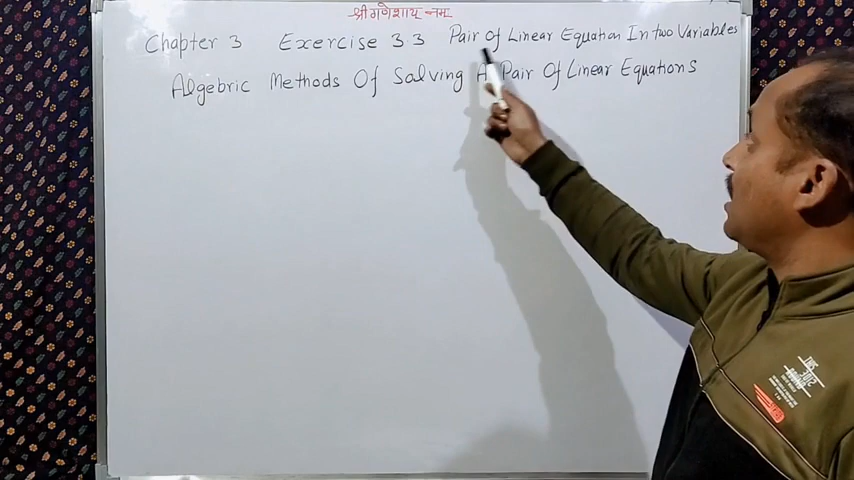 श्री गणेशाय नमः
Chapter 3 Exercise 3 3 Pair Of Linear Equation In two Variables
Algebric Methods Of Solving A Pair Of Linear Equations